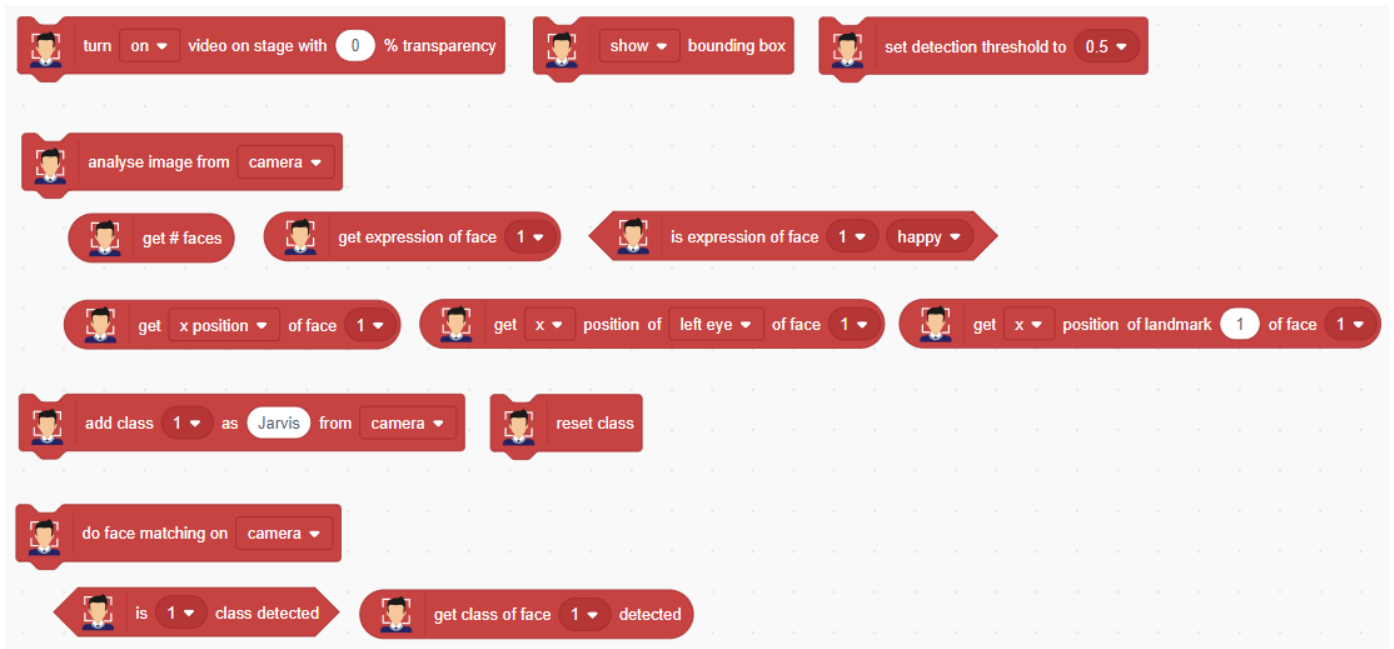 turn on video on stage with 0 % transparency
show bounding box
set detection threshold to 0.5
analyse image from camera
get # faces
get expression of face 1
is expression of face 1 happy
get x position of face 1
get x position of left eye of face 1
get x position of landmark 1 of face 1
add class 1 as Jarvis from camera
reset class
do face matching on camera
is 1 class detected
get class of face 1 detected